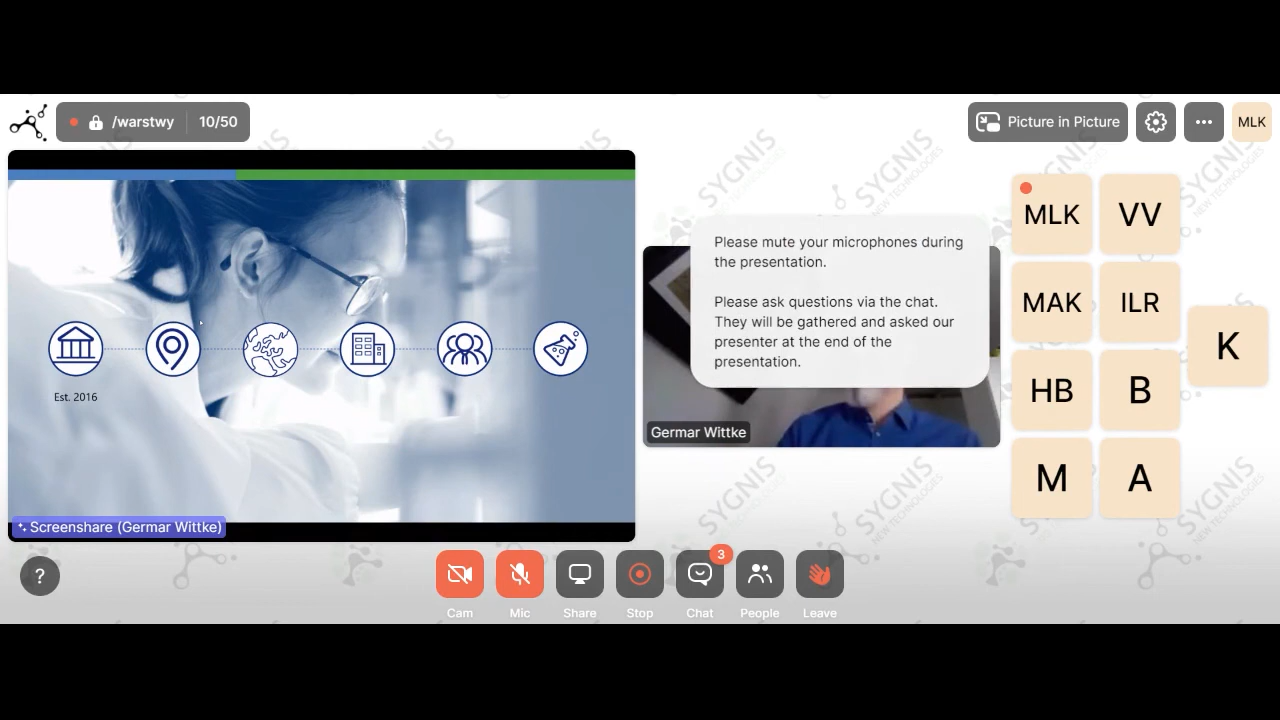 /warstwy
10/50
Picture in Picture
MLK
Est. 2016
Screenshare (Germar Wittke)
Please mute your microphones during
the presentation.
Please ask questions via the chat.
They will be gathered and asked our
presenter at the end of the
presentation.
Germar Wittke
MLK
VV
MAK
ILR
K
HB
B
M
A
?
3
Cam
Mic
Share
Stop
Chat
People
Leave
SYGNIS
NEW TECHNOLOGIES
SYGNIS
NEW TECHNOLOGIES